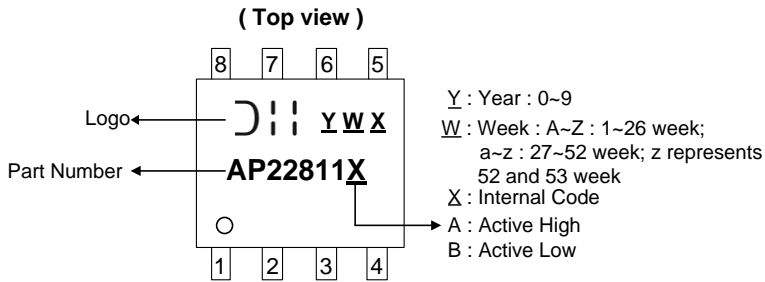 ( Top view )
8 7 6 5
Logo
Y W X
Part Number
AP22811X
1 2 3 4
Y : Year : 0~9
W : Week : A~Z : 1~26 week;
a~z : 27~52 week; z represents
52 and 53 week
X : Internal Code
A : Active High
B : Active Low